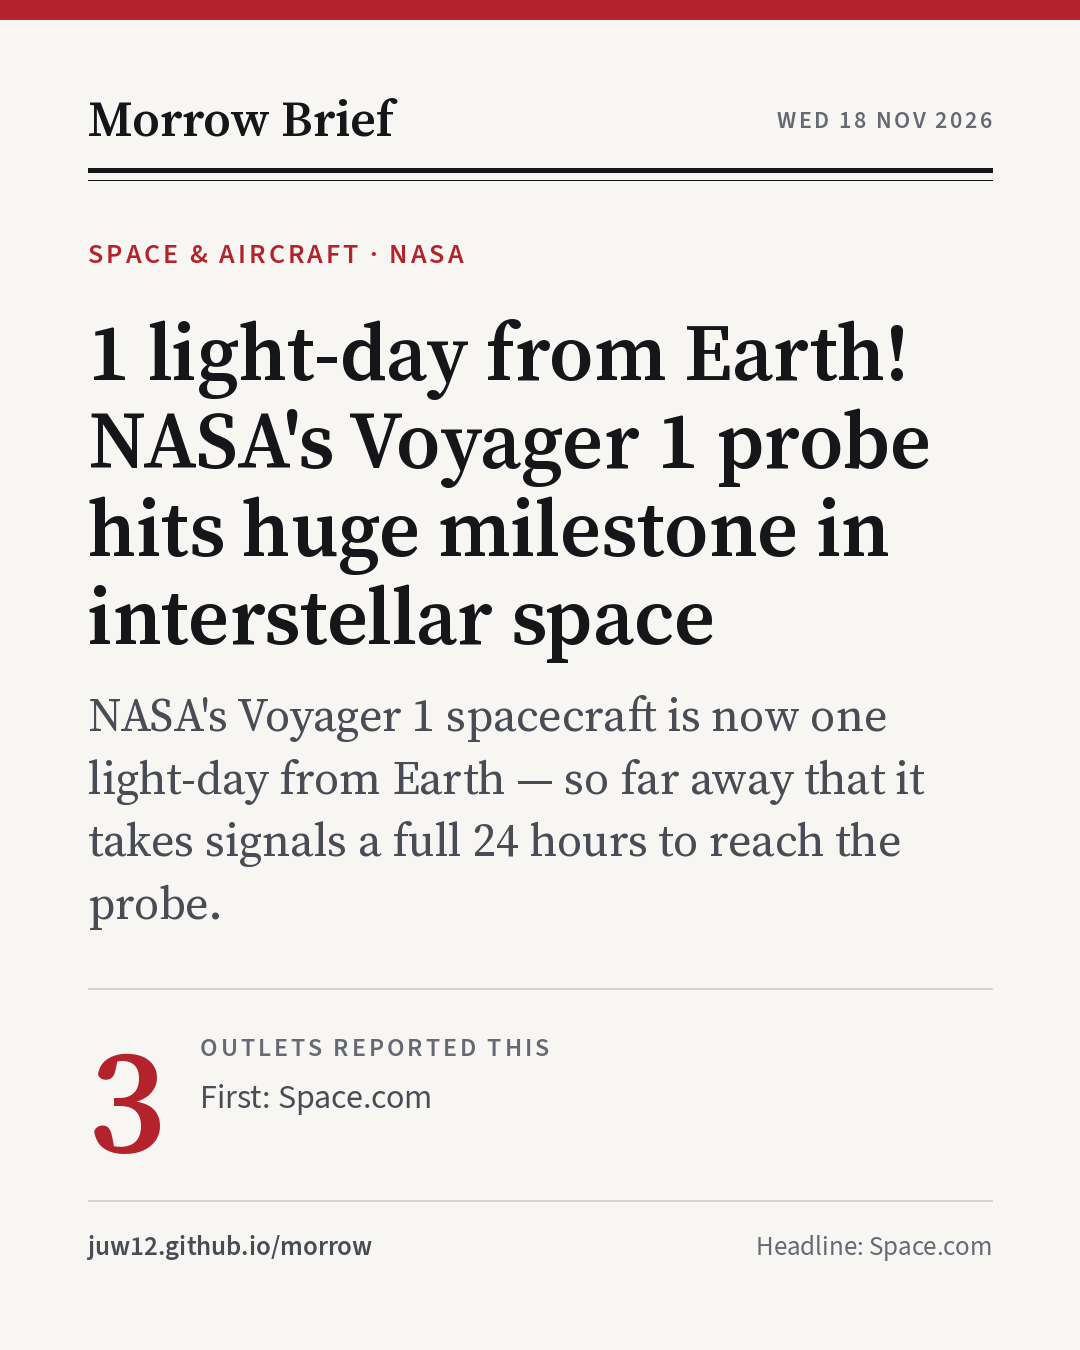 Morrow Brief
WED 18 NOV 2026
SPACE & AIRCRAFT · NASA
1 light-day from Earth!
NASA's Voyager 1 probe
hits huge milestone in
interstellar space
NASA's Voyager 1 spacecraft is now one
light-day from Earth — so far away that it
takes signals a full 24 hours to reach the
probe.
3
OUTLETS REPORTED THIS
First: Space.com
juw12.github.io/morrow
Headline: Space.com